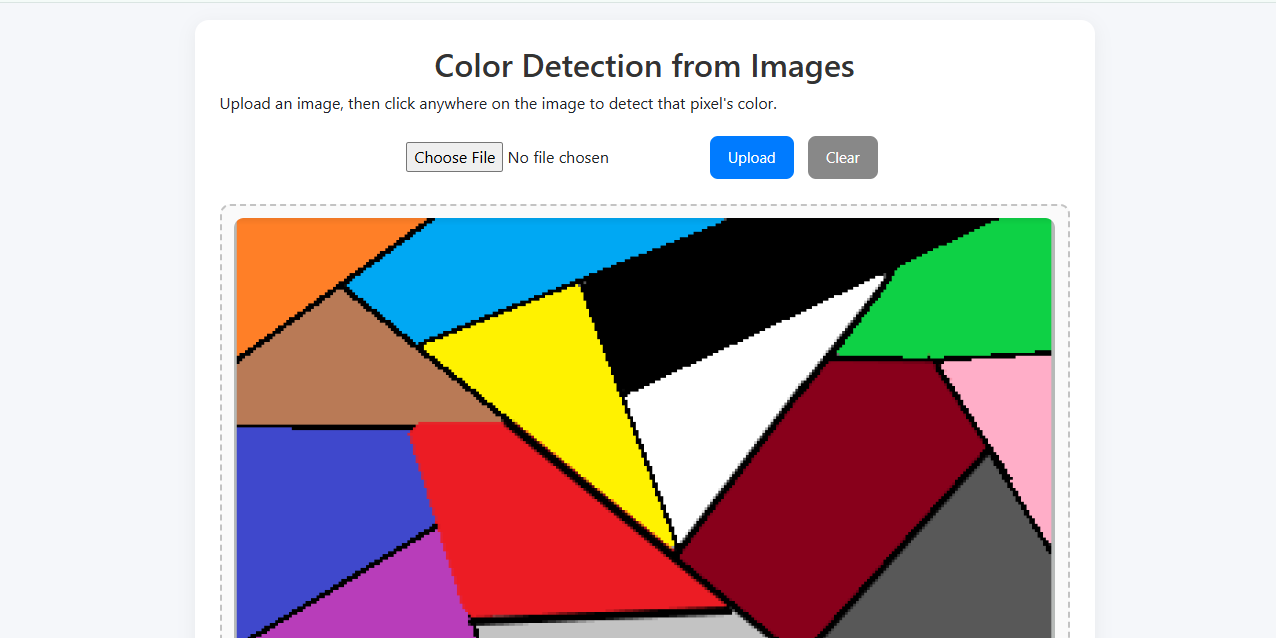 Color Detection from Images
Upload an image, then click anywhere on the image to detect that pixel's color.
Choose File No file chosen Upload Clear